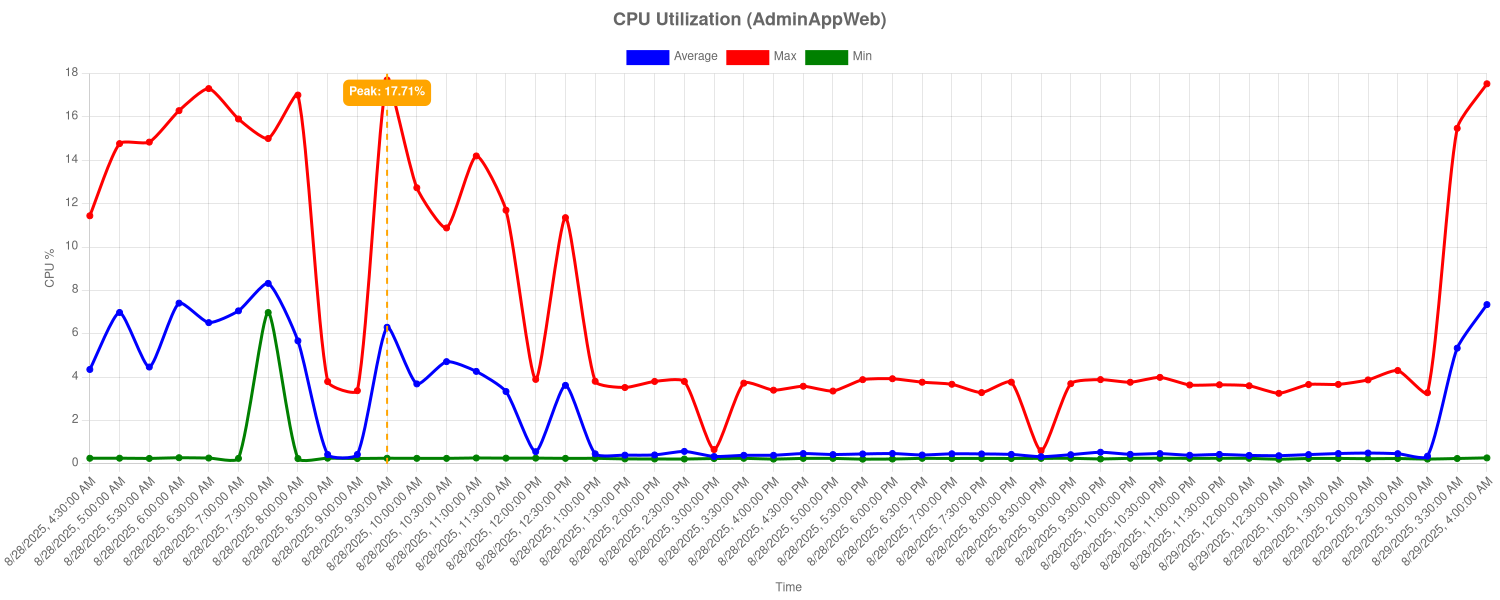 CPU Utilization (AdminAppWeb)
Average Max Min
Peak: 17.71%
CPU %
18
16
14
12
10
8
6
4
2
0
8/28/2025, 4:30:00 AM
8/28/2025, 5:00:00 AM
8/28/2025, 5:30:00 AM
8/28/2025, 6:00:00 AM
8/28/2025, 6:30:00 AM
8/28/2025, 7:00:00 AM
8/28/2025, 7:30:00 AM
8/28/2025, 8:00:00 AM
8/28/2025, 8:30:00 AM
8/28/2025, 9:00:00 AM
8/28/2025, 9:30:00 AM
8/28/2025, 10:00:00 AM
8/28/2025, 10:30:00 AM
8/28/2025, 11:00:00 AM
8/28/2025, 11:30:00 AM
8/28/2025, 12:00:00 PM
8/28/2025, 12:30:00 PM
8/28/2025, 1:00:00 PM
8/28/2025, 1:30:00 PM
8/28/2025, 2:00:00 PM
8/28/2025, 2:30:00 PM
8/28/2025, 3:00:00 PM
8/28/2025, 3:30:00 PM
8/28/2025, 4:00:00 PM
8/28/2025, 4:30:00 PM
8/28/2025, 5:00:00 PM
8/28/2025, 5:30:00 PM
8/28/2025, 6:00:00 PM
8/28/2025, 6:30:00 PM
8/28/2025, 7:00:00 PM
8/28/2025, 7:30:00 PM
8/28/2025, 8:00:00 PM
8/28/2025, 8:30:00 PM
8/28/2025, 9:00:00 PM
8/28/2025, 9:30:00 PM
8/28/2025, 10:00:00 PM
8/28/2025, 10:30:00 PM
8/28/2025, 11:00:00 PM
8/28/2025, 11:30:00 PM
8/29/2025, 12:00:00 AM
8/29/2025, 12:30:00 AM
8/29/2025, 1:00:00 AM
8/29/2025, 1:30:00 AM
8/29/2025, 2:00:00 AM
8/29/2025, 2:30:00 AM
8/29/2025, 3:00:00 AM
8/29/2025, 3:30:00 AM
8/29/2025, 4:00:00 AM
Time